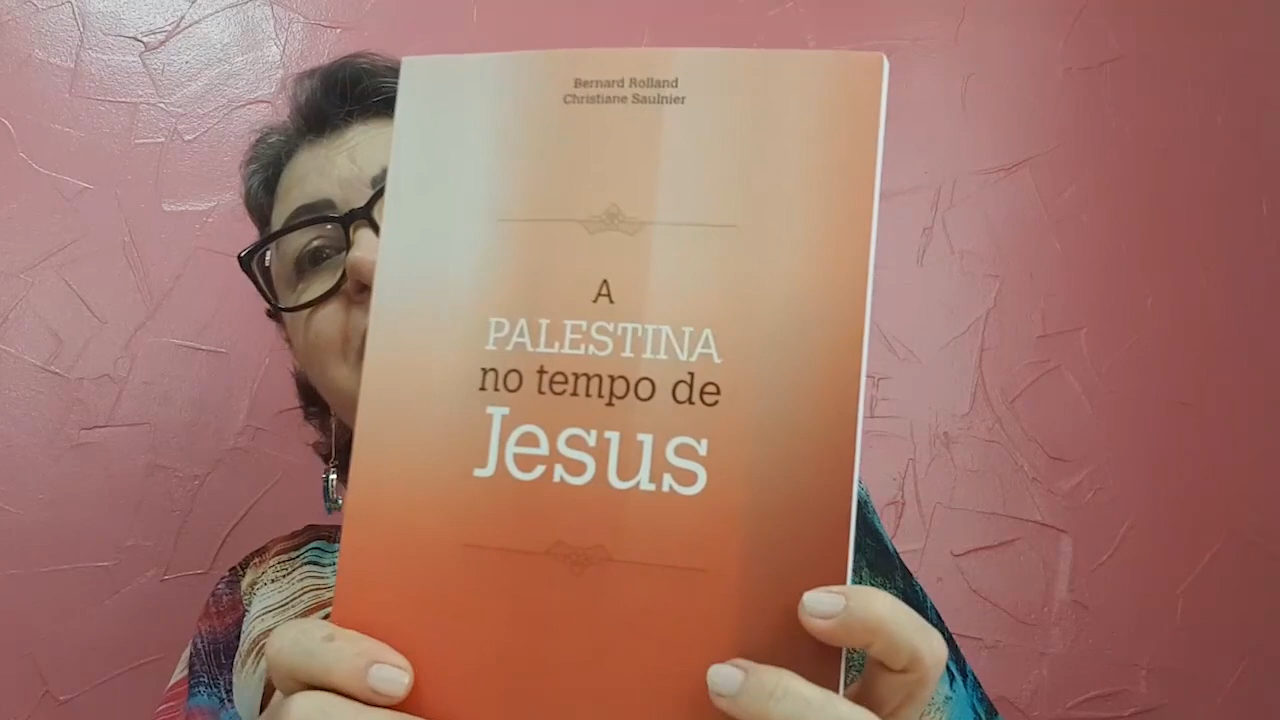 Bernard Rolland
Christiane Saulnier
A
PALESTINA
no tempo de
Jesus